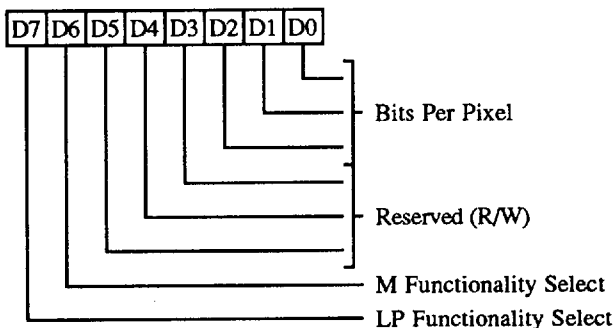 D7 D6 D5 D4 D3 D2 D1 D0
Bits Per Pixel
Reserved (R/W)
M Functionality Select
LP Functionality Select